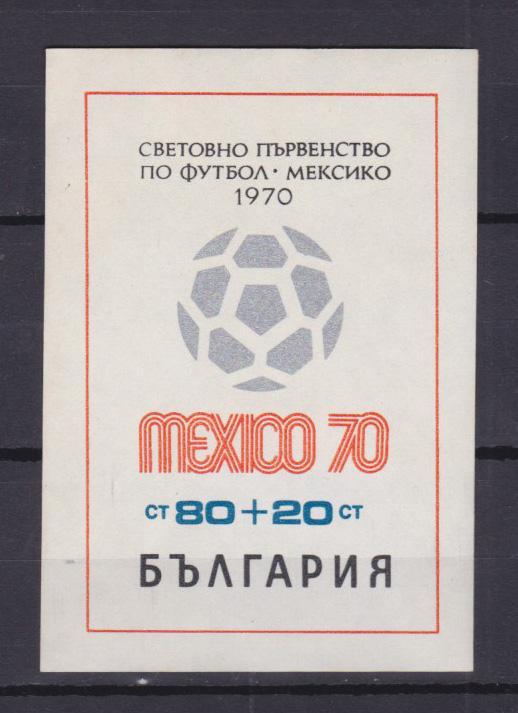 СВЕТОВНО ПЪРВЕНСТВО
ПО ФУТБОЛ · МЕКСИКО
1970
MEXICO 70
СТ 80+20 СТ
БЪЛГАРИЯ